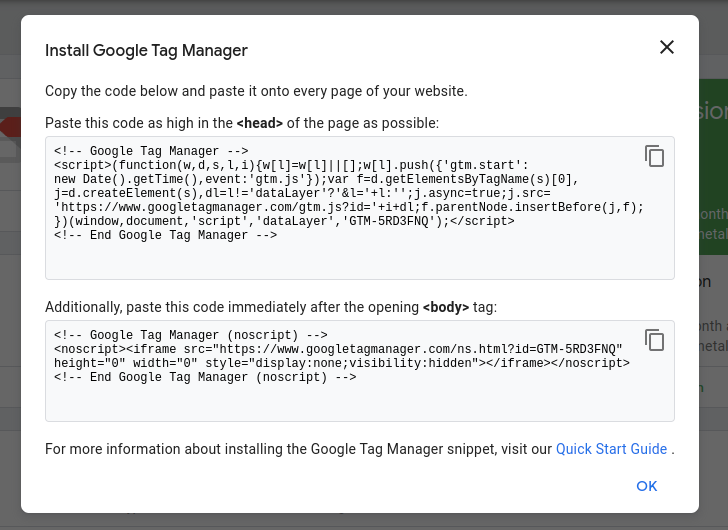 Install Google Tag Manager
Copy the code below and paste it onto every page of your website.
Paste this code as high in the <head> of the page as possible:
<!-- Google Tag Manager -->
<script>(function(w,d,s,l,i){w[l]=w[l]||[];w[l].push({'gtm.start':
new Date().getTime(),event:'gtm.js'});var f=d.getElementsByTagName(s)[0],
j=d.createElement(s),dl=l!='dataLayer'?'&l='+l:'';j.async=true;j.src=
'https://www.googletagmanager.com/gtm.js?id='+i+dl;f.parentNode.insertBefore(j,f);
})(window,document,'script','dataLayer','GTM-5RD3FNQ');</script>
<!-- End Google Tag Manager -->
Additionally, paste this code immediately after the opening <body> tag:
<!-- Google Tag Manager (noscript) -->
<noscript><iframe src="https://www.googletagmanager.com/ns.html?id=GTM-5RD3FNQ"
height="0" width="0" style="display:none;visibility:hidden"></iframe></noscript>
<!-- End Google Tag Manager (noscript) -->
For more information about installing the Google Tag Manager snippet, visit our Quick Start Guide .
OK